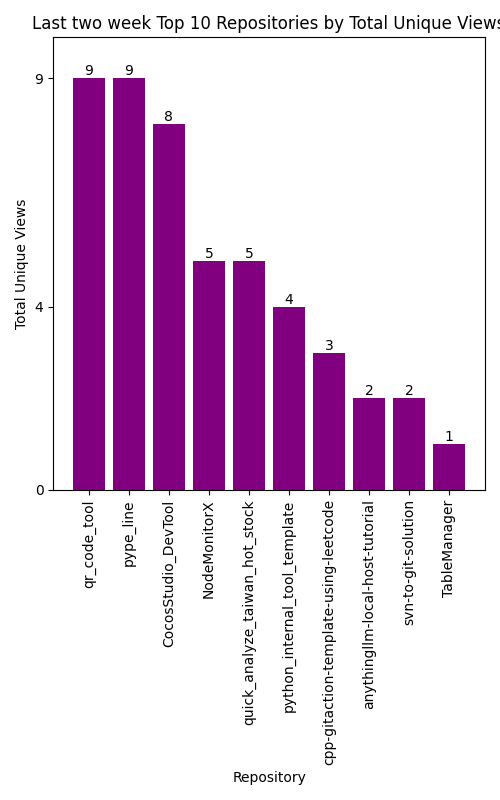 Last two week Top 10 Repositories by Total Unique Views
9
9
8
5
5
4
3
2
2
1
9
4
0
Total Unique Views
qr_code_tool
pype_line
CocosStudio_DevTool
NodeMonitorX
quick_analyze_taiwan_hot_stock
python_internal_tool_template
cpp-gitaction-template-using-leetcode
anythingllm-local-host-tutorial
svn-to-git-solution
TableManager
Repository